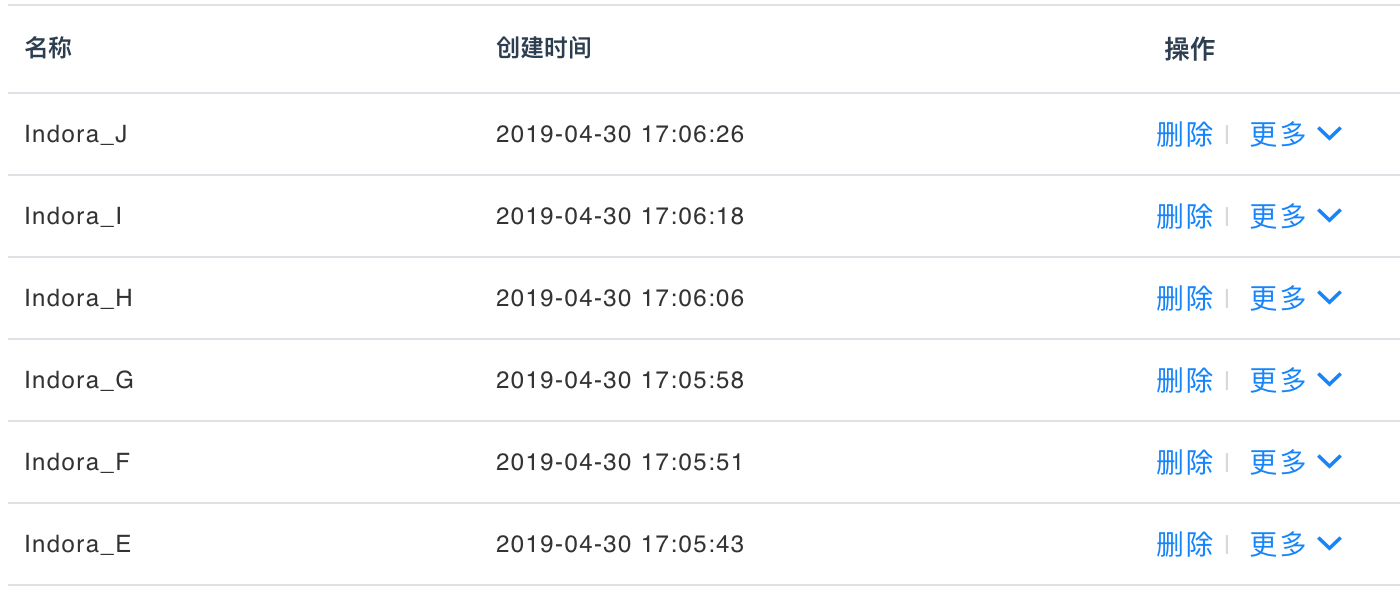 名称 创建时间 操作
Indora_J 2019-04-30 17:06:26 删除 | 更多
Indora_I 2019-04-30 17:06:18 删除 | 更多
Indora_H 2019-04-30 17:06:06 删除 | 更多
Indora_G 2019-04-30 17:05:58 删除 | 更多
Indora_F 2019-04-30 17:05:51 删除 | 更多
Indora_E 2019-04-30 17:05:43 删除 | 更多